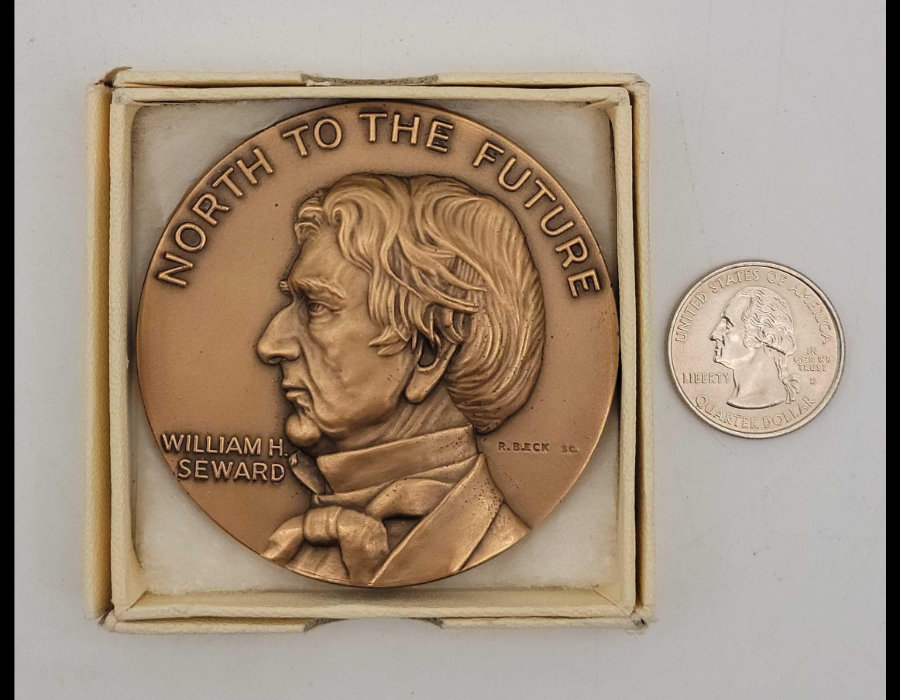 NORTH TO THE FUTURE
WILLIAM H.
SEWARD
R. BECK SC.
UNITED STATES OF AMERICA
LIBERTY
IN
GOD WE
TRUST
S
QUARTER DOLLAR